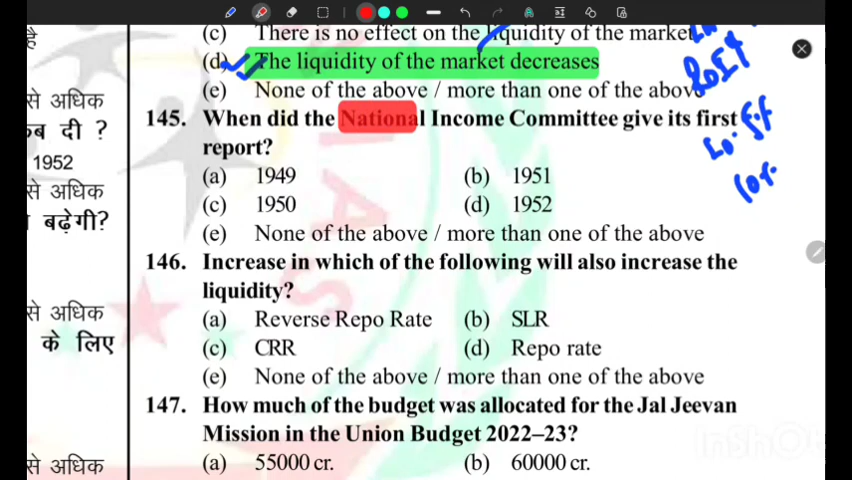 (c) There is no effect on the liquidity of the market.
है
(d) The liquidity of the market decreases
(e) None of the above / more than one of the above
से अधिक
145. When did the National Income Committee give its first
ब दी ?
report?
1952
(a) 1949 (b) 1951
से अधिक
(c) 1950 (d) 1952
बढ़ेगी?
(e) None of the above / more than one of the above
146. Increase in which of the following will also increase the
liquidity?
से अधिक
(a) Reverse Repo Rate (b) SLR
के लिए
(c) CRR (d) Repo rate
(e) None of the above / more than one of the above
147. How much of the budget was allocated for the Jal Jeevan
Mission in the Union Budget 2022–23?
से अधिक
(a) 55000 cr. (b) 60000 cr.
InShOt